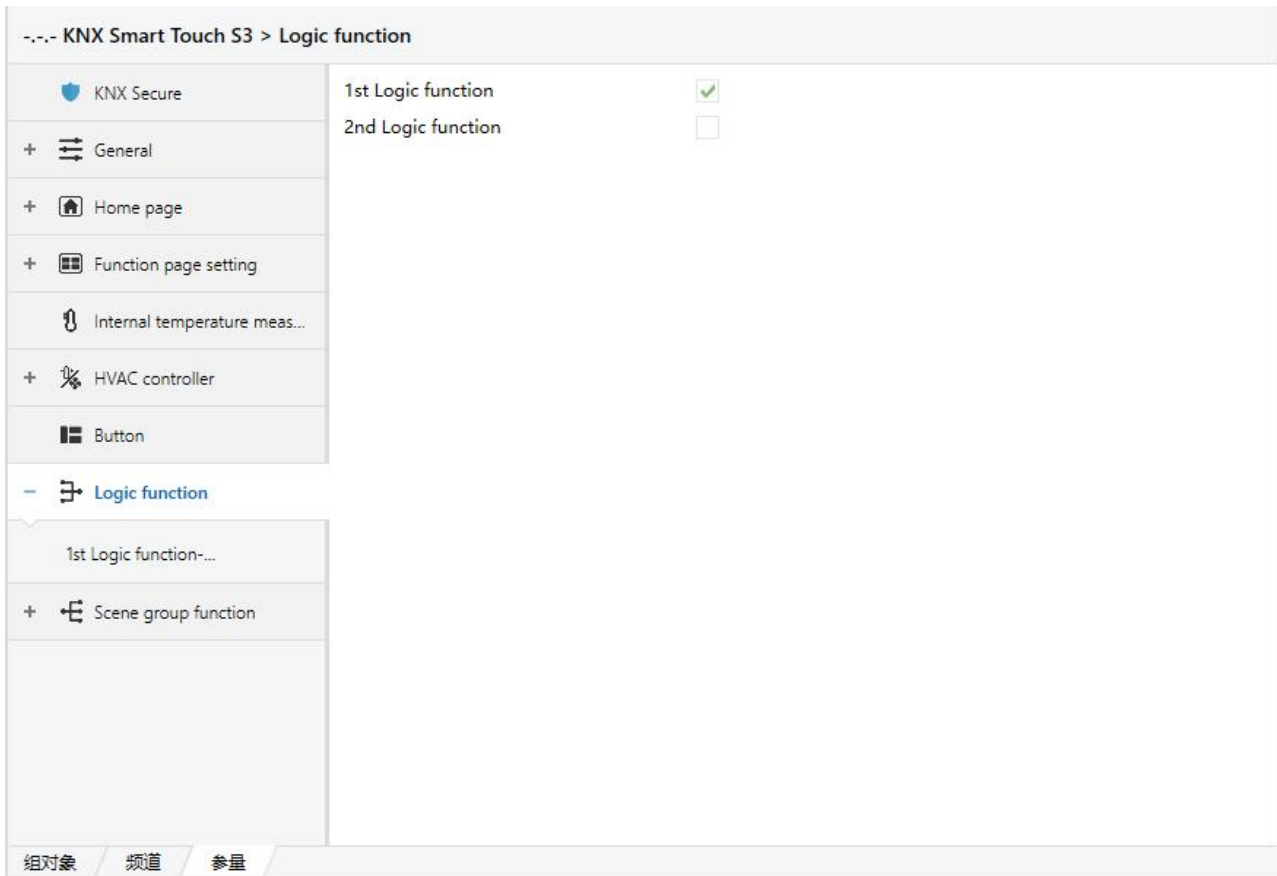 -.-.- KNX Smart Touch S3 > Logic function
KNX Secure
+ General
+ Home page
+ Function page setting
Internal temperature meas...
+ HVAC controller
Button
- Logic function
1st Logic function-...
+ Scene group function
1st Logic function
2nd Logic function
组对象 频道 参量